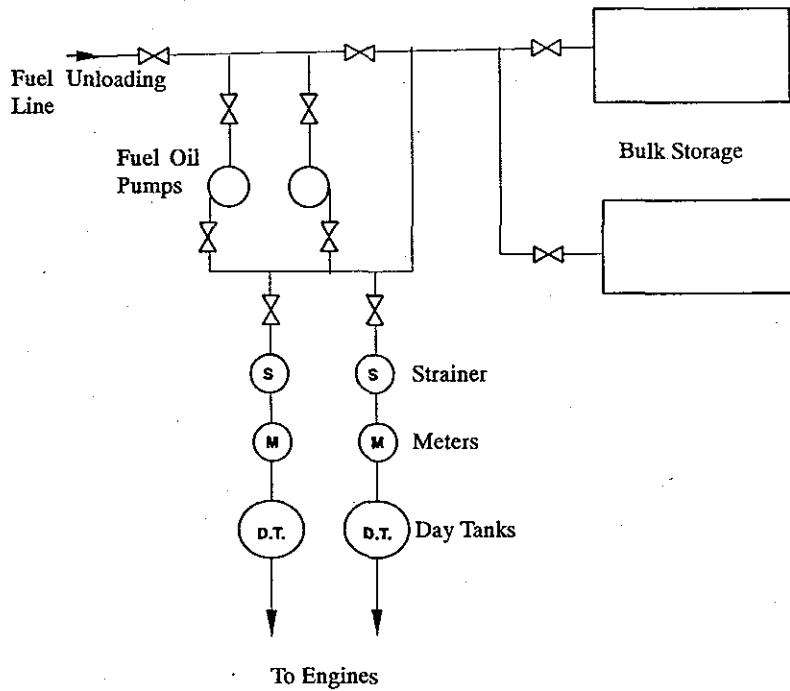 Fuel Unloading
Line
Fuel Oil
Pumps
Bulk Storage
S
S
Strainer
M
M
Meters
D.T.
D.T.
Day Tanks
To Engines